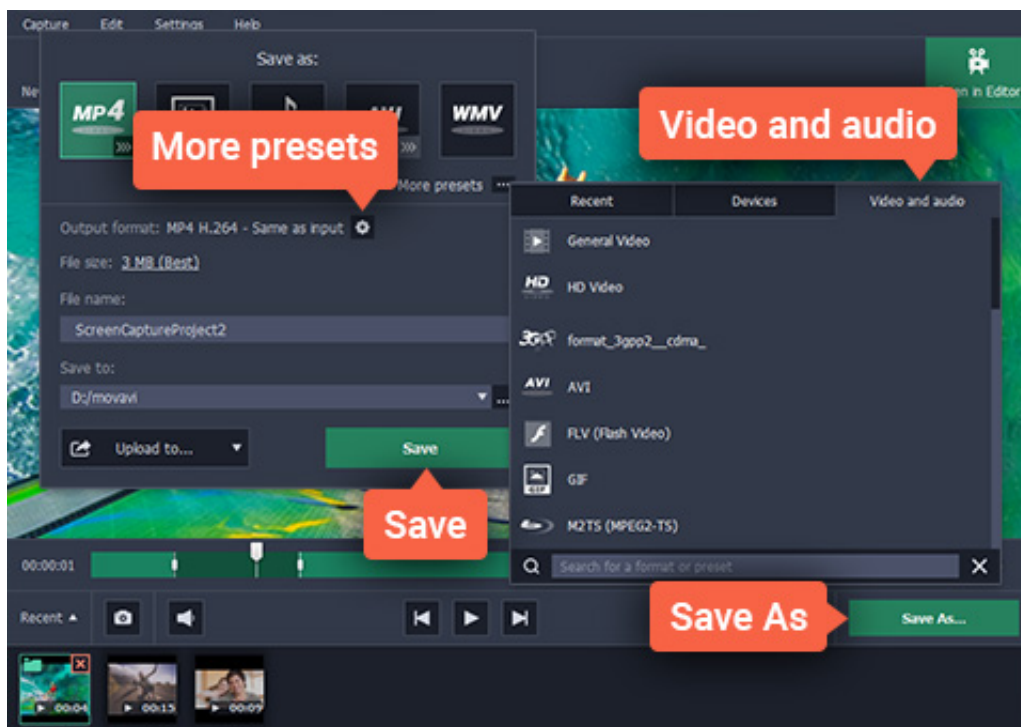 Capture Edit Settings Help
Save as:
MP4
WMV
More presets
Video and audio
More presets ...
Recent Devices Video and audio
Output format: MP4 H.264 - Same as input
File size: 3 MB (Best)
File name:
ScreenCaptureProject2
Save to:
D:/movavi
...
Upload to...
Save
Save
General Video
HD HD Video
3GP format_3gpp2__cdma_
AVI AVI
FLV (Flash Video)
GIF GIF
M2TS (MPEG2-TS)
Search for a format or preset
in Editor
00:00:01
Recent
Save As
Save As...
00:04
00:15
00:09